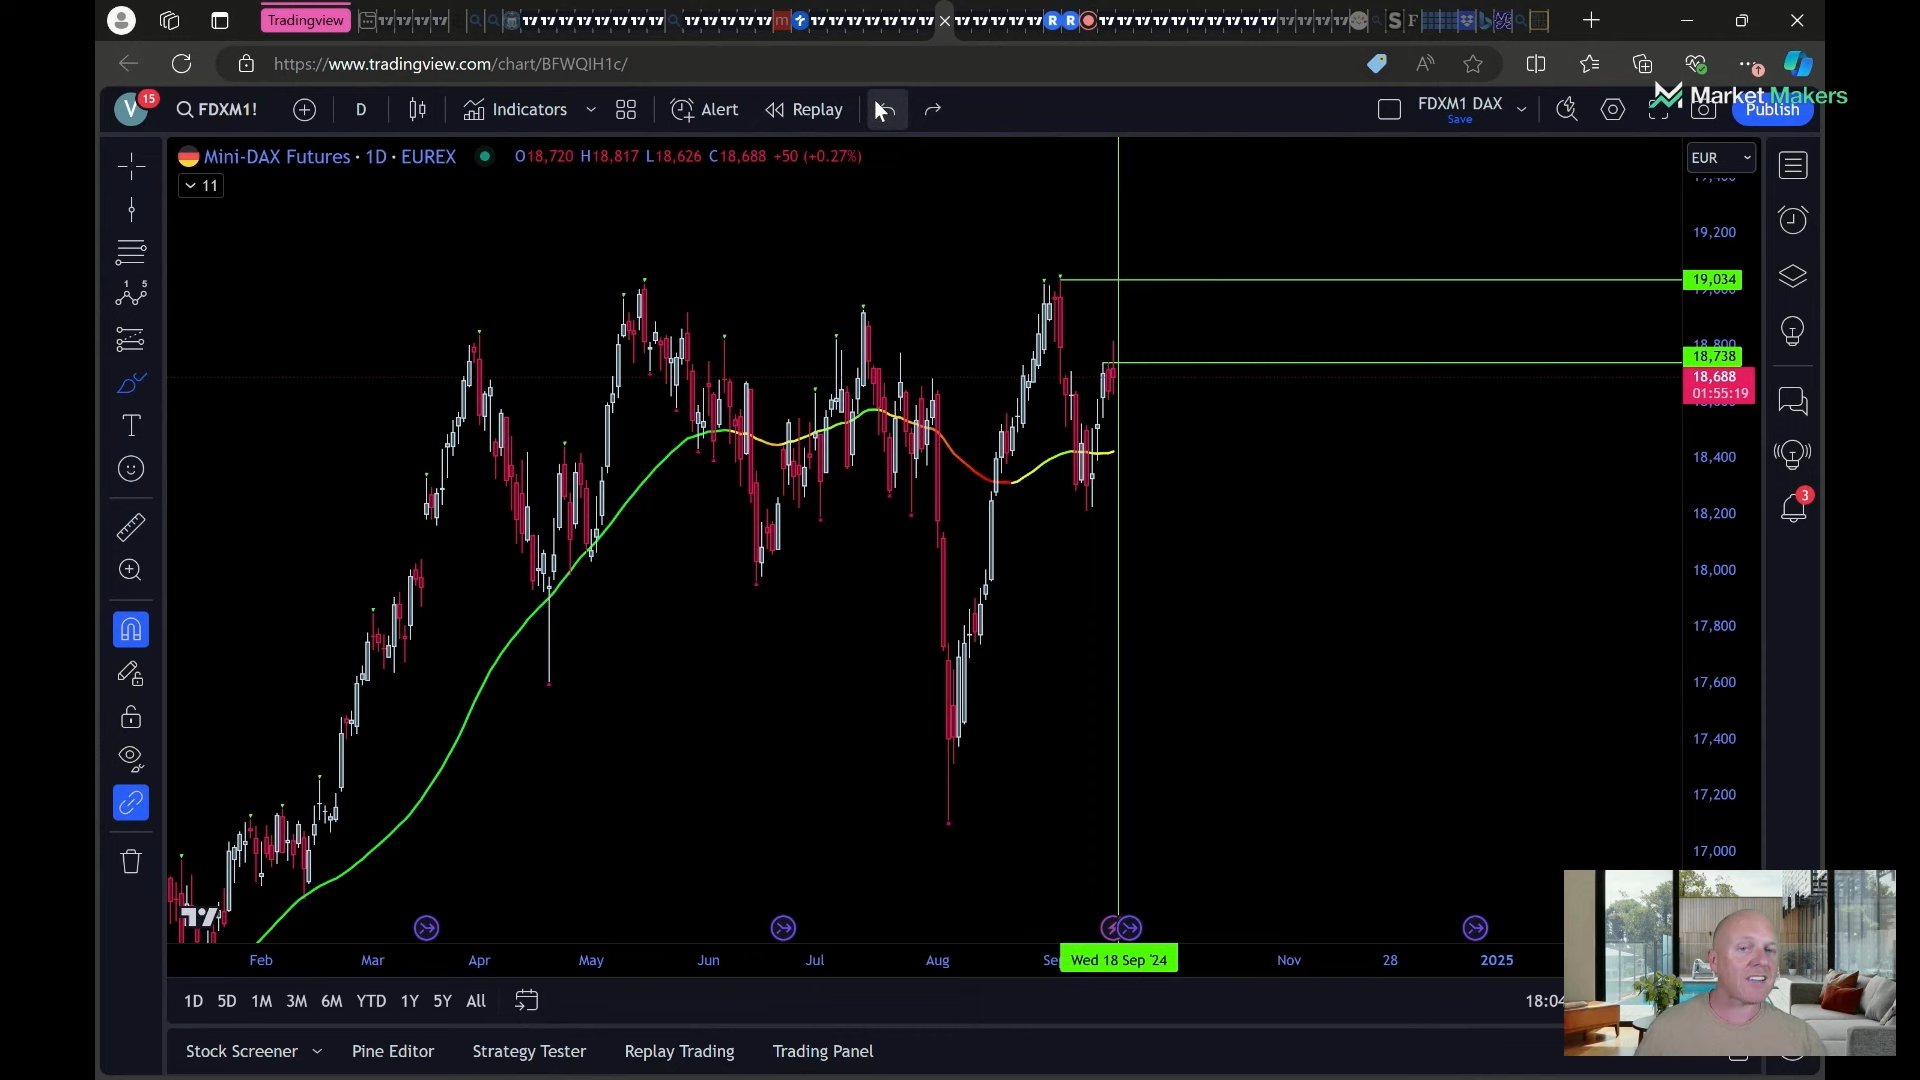 Tradingview
https://www.tradingview.com/chart/BFWQIH1c/
V 15 FDXM1! D Indicators Alert Replay FDXM1 DAX Save Publish
Market Makers
Mini-DAX Futures · 1D · EUREX O18,720 H18,817 L18,626 C18,688 +50 (+0.27%)
EUR
11
19,200
19,034
18,800
18,738
18,688
01:55:19
18,400
18,200
18,000
17,800
17,600
17,400
17,200
17,000
3
Feb Mar Apr May Jun Jul Aug Wed 18 Sep '24 Nov 28 2025
1D 5D 1M 3M 6M YTD 1Y 5Y All
18:04
Stock Screener Pine Editor Strategy Tester Replay Trading Trading Panel